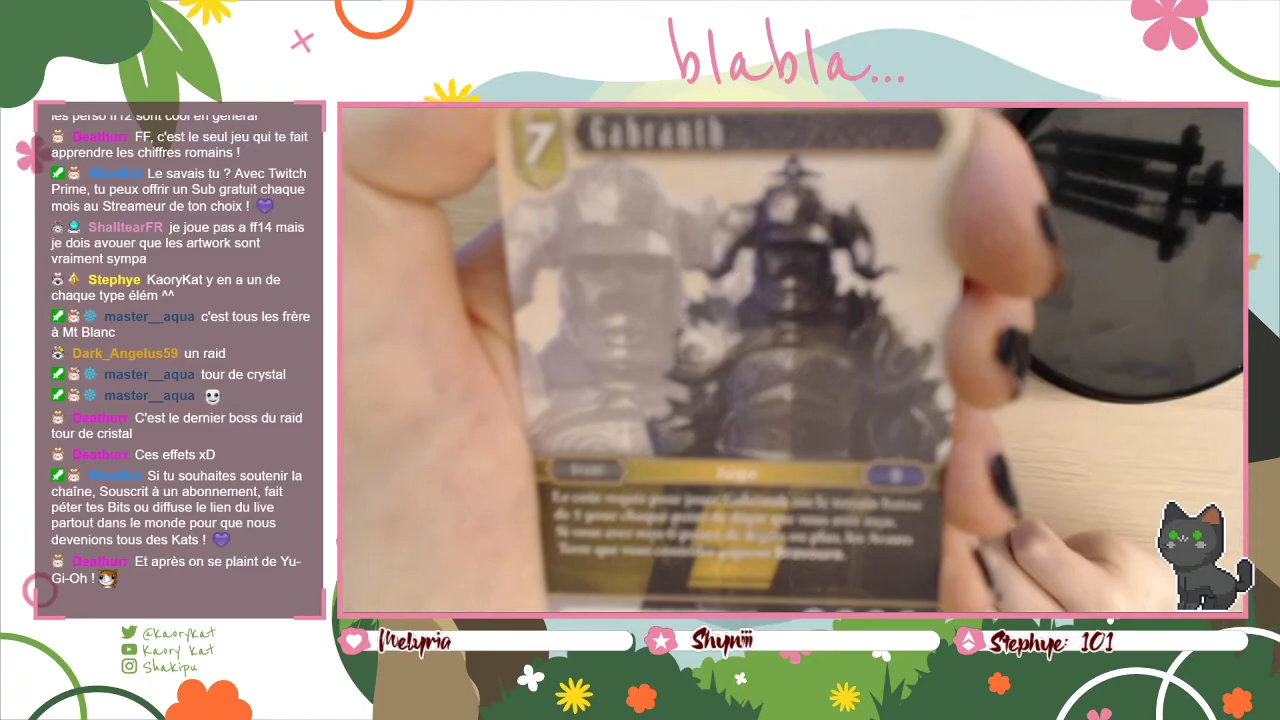 blabla...
les perso ff12 sont cool en général
Deathurr FF, c'est le seul jeu qui te fait
apprendre les chiffres romains !
Le savais tu ? Avec Twitch
Prime, tu peux offrir un Sub gratuit chaque
mois au Streameur de ton choix !
ShalltearFR je joue pas a ff14 mais
je dois avouer que les artwork sont
vraiment sympa
Stephye KaoryKat y en a un de
chaque type élém ^^
master__aqua c'est tous les frère
à Mt Blanc
Dark_Angelus59 un raid
master__aqua tour de crystal
master__aqua
Deathurr C'est le dernier boss du raid
tour de cristal
Deathurr Ces effets xD
Si tu souhaites soutenir la
chaîne, Souscrit à un abonnement, fait
péter tes Bits ou diffuse le lien du live
partout dans le monde pour que nous
devenions tous des Kats !
Deathurr Et après on se plaint de Yu-
Gi-Oh !
@KaoryKat
Kaory Kat
Shakipu
7 Gabranth
Juge
Melyria
Shyniii
Stephye: 101